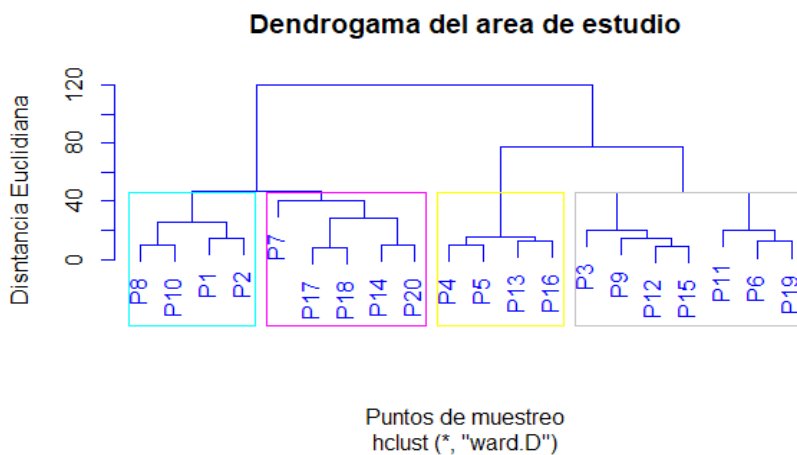 Dendrogama del area de estudio
Disntancia Euclidiana
120
80
40
0
P8
P10
P1
P2
P7
P17
P18
P14
P20
P4
P5
P13
P16
P3
P9
P12
P15
P11
P6
P19
Puntos de muestreo
hclust (*, "ward.D")